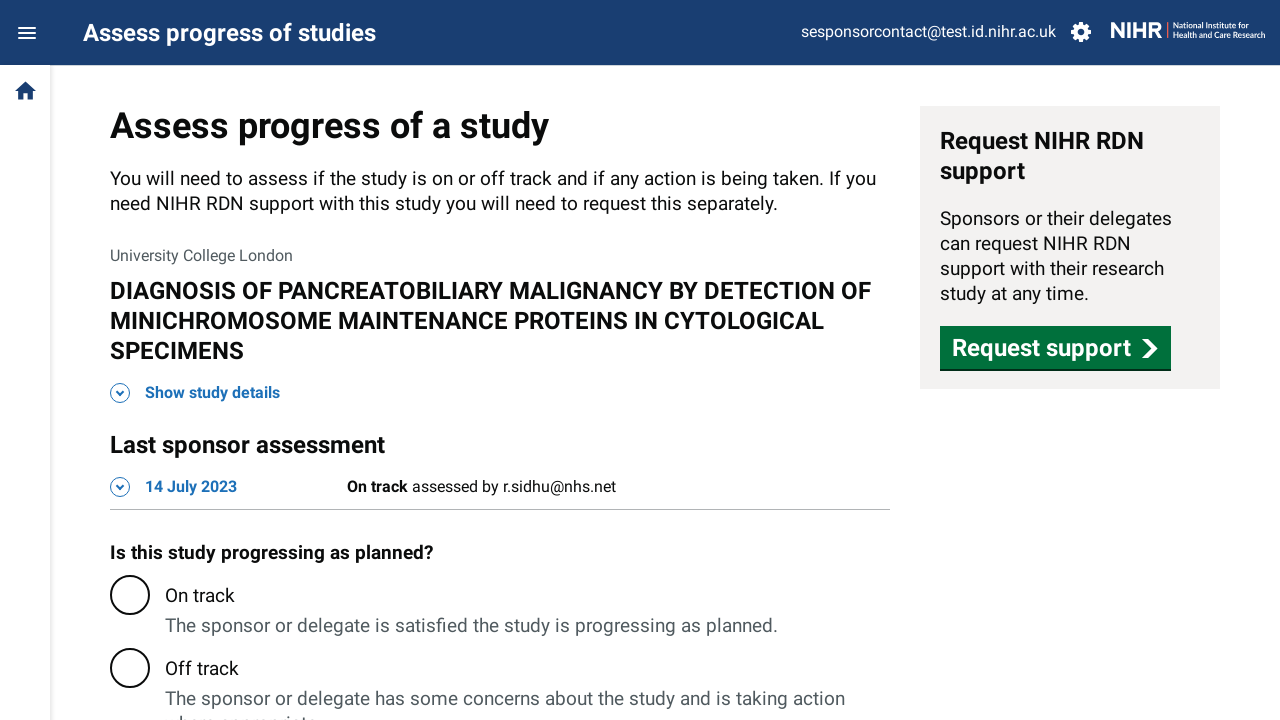 Assess progress of studies
sesponsorcontact@test.id.nihr.ac.uk
NIHR | National Institute for
Health and Care Research
Assess progress of a study
You will need to assess if the study is on or off track and if any action is being taken. If you
need NIHR RDN support with this study you will need to request this separately.
University College London
DIAGNOSIS OF PANCREATOBILIARY MALIGNANCY BY DETECTION OF
MINICHROMOSOME MAINTENANCE PROTEINS IN CYTOLOGICAL
SPECIMENS
Show study details
Last sponsor assessment
14 July 2023 On track assessed by r.sidhu@nhs.net
Is this study progressing as planned?
On track
The sponsor or delegate is satisfied the study is progressing as planned.
Off track
The sponsor or delegate has some concerns about the study and is taking action
Request NIHR RDN
support
Sponsors or their delegates
can request NIHR RDN
support with their research
study at any time.
Request support